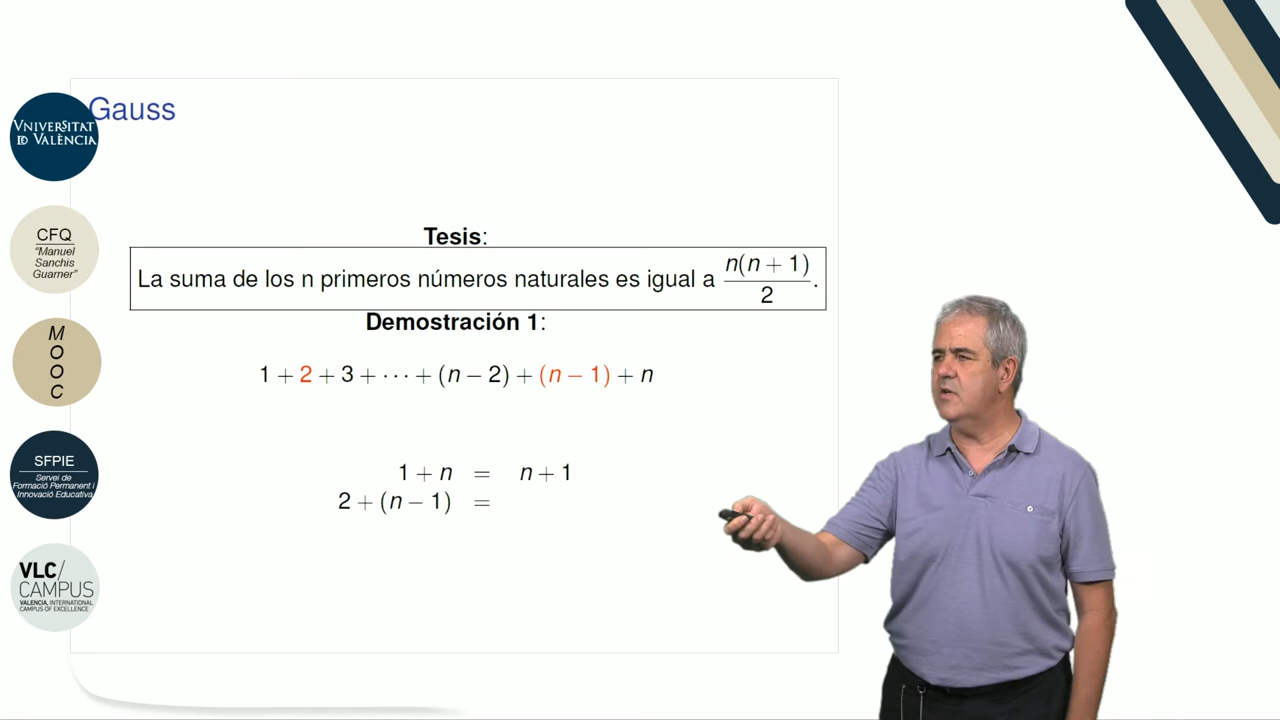 Gauss
VNIVERSITAT
ID VALÈNCIA
CFQ
"Manuel
Sanchis
Guarner"
M
O
O
C
SFPIE
Servei de
Formació Permanent i
Innovació Educativa
VLC/
CAMPUS
VALENCIA, INTERNATIONAL
CAMPUS OF EXCELLENCE
Tesis:
La suma de los n primeros números naturales es igual a n(n + 1)/2.
Demostración 1:
1 + 2 + 3 + ⋯ + (n − 2) + (n − 1) + n
1 + n = n + 1
2 + (n − 1) =